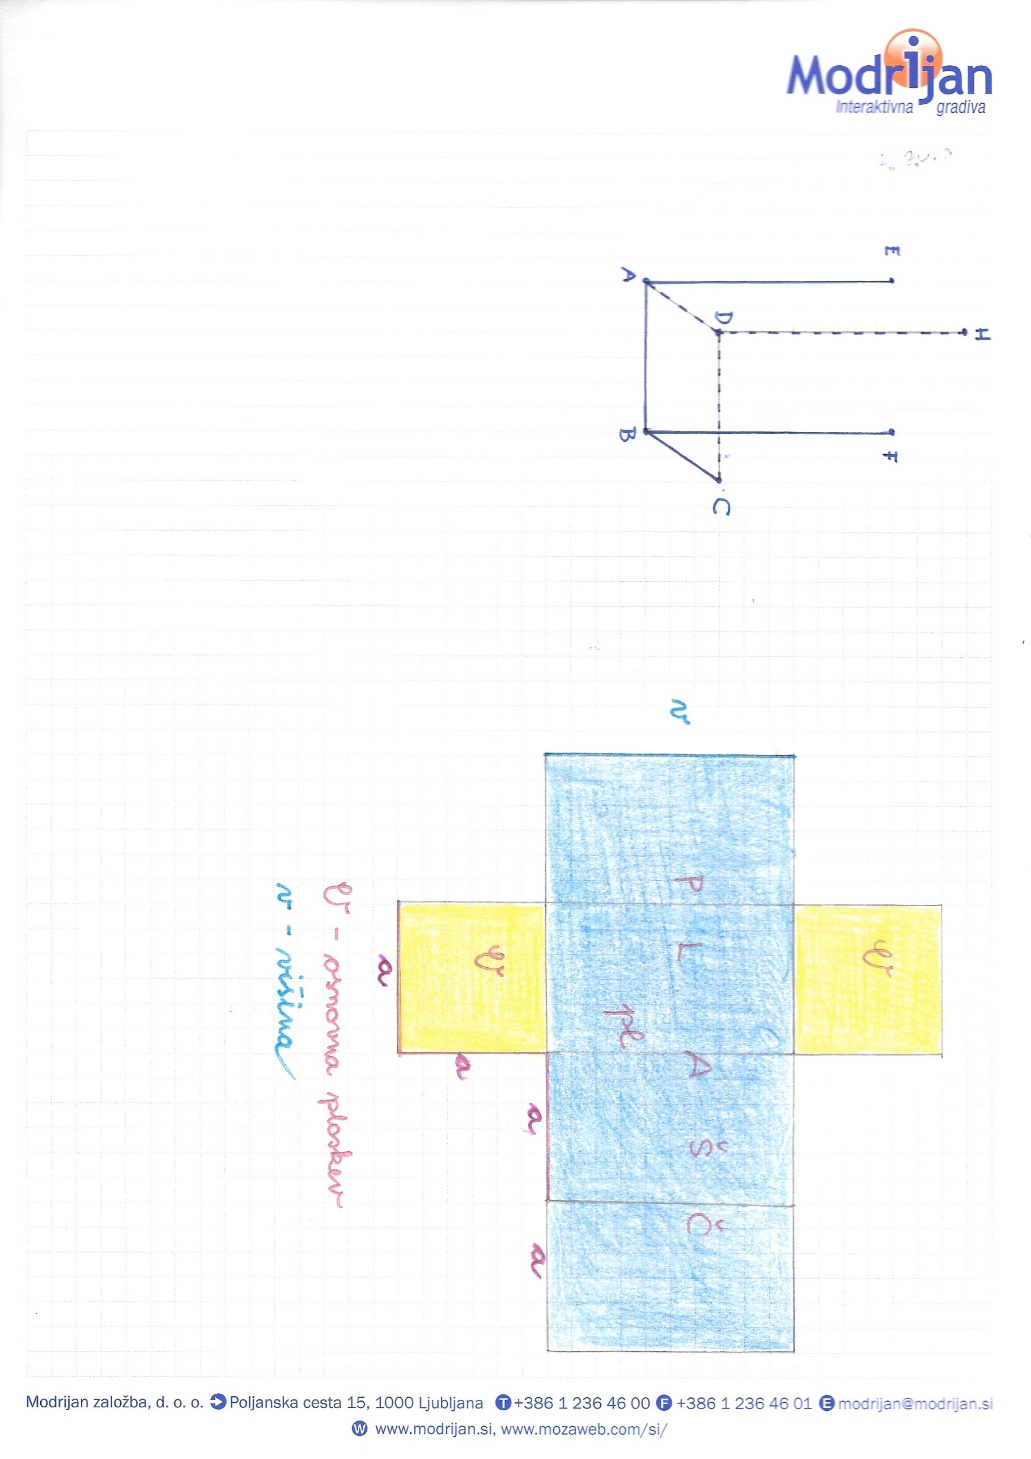 Modrijan
Interaktivna gradiva
E
H
F
A
D
B
C
v
P L A Š Č
pl
O
O
a
a
a
a
O - osnovna ploskev
v - višina
Modrijan založba, d. o. o. Poljanska cesta 15, 1000 Ljubljana T +386 1 236 46 00 F +386 1 236 46 01 E modrijan@modrijan.si
W www.modrijan.si, www.mozaweb.com/si/